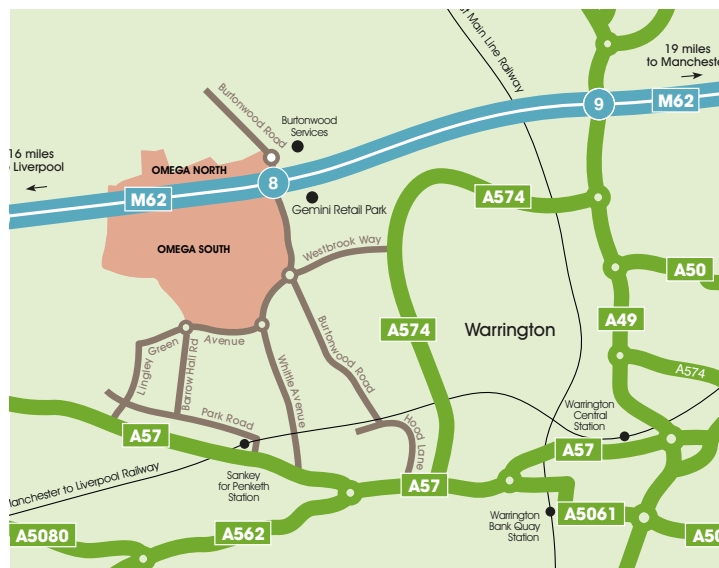 t Main Line Railway
19 miles
to Mancheste
Burtonwood Road
Burtonwood
Services
9
M62
16 miles
Liverpool
OMEGA NORTH
8
M62
Gemini Retail Park
A574
OMEGA SOUTH
Westbrook Way
A50
A49
A574
Warrington
Lingley Green Avenue
Barrow Hall Rd
Burtonwood Road
Whittle Avenue
A574
Park Road
Hood Lane
Warrington
Central
Station
A57
A57
Sankey
for Penketh
Station
Manchester to Liverpool Railway
A57
Warrington
Bank Quay
Station
A5061
A5080
A562
A50